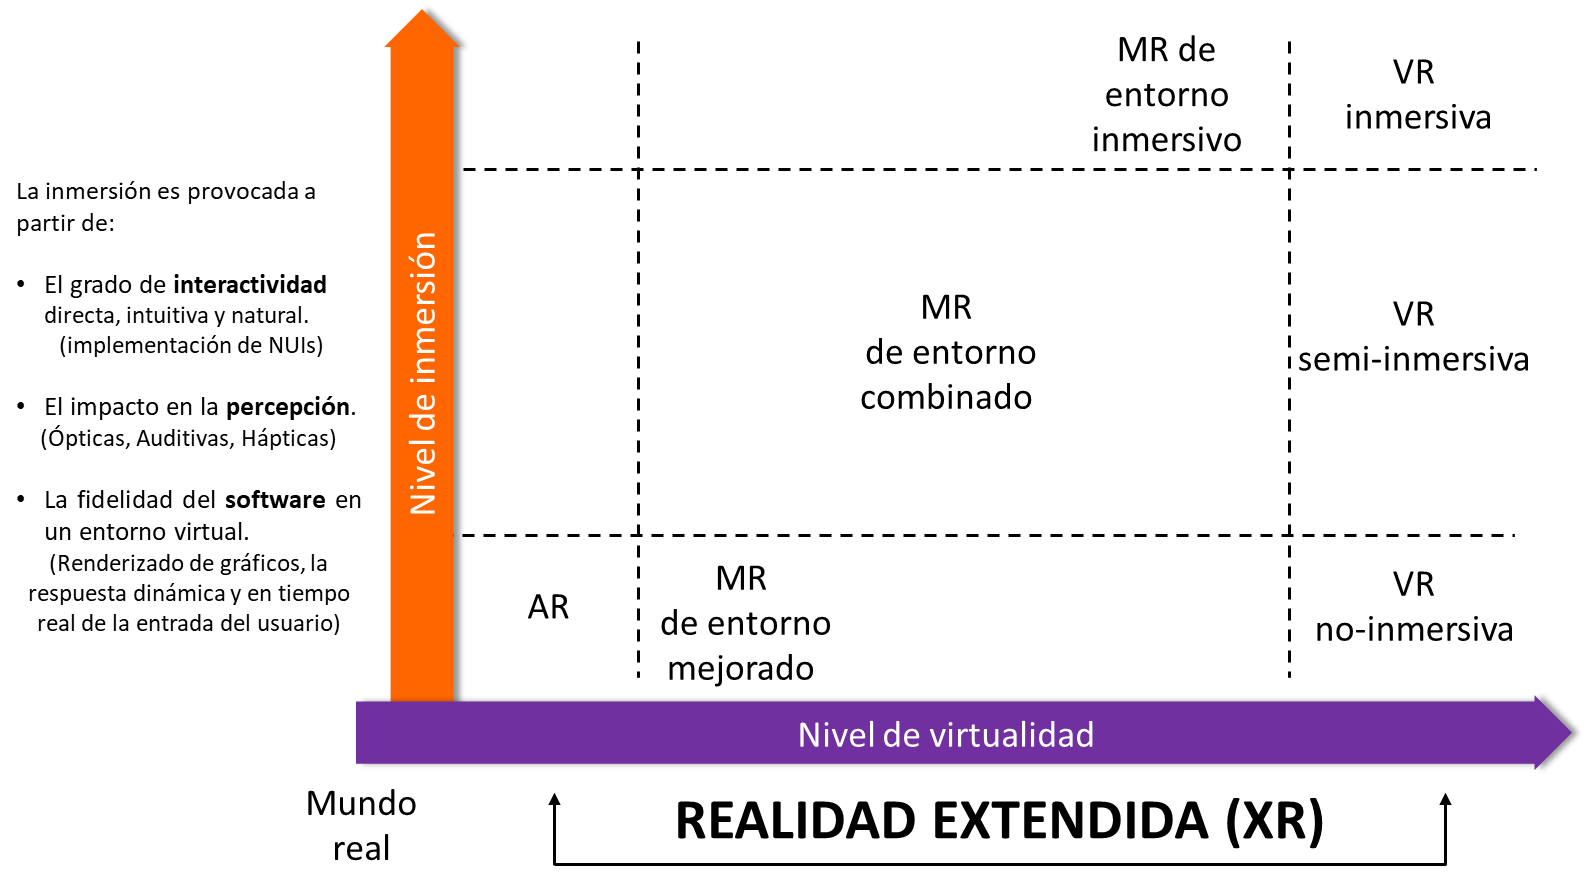 La inmersión es provocada a
partir de:
• El grado de interactividad
directa, intuitiva y natural.
(implementación de NUIs)
• El impacto en la percepción.
(Ópticas, Auditivas, Hápticas)
• La fidelidad del software en
un entorno virtual.
(Renderizado de gráficos, la
respuesta dinámica y en tiempo
real de la entrada del usuario)
Nivel de inmersión
MR de
entorno
inmersivo
VR
inmersiva
MR
de entorno
combinado
VR
semi-inmersiva
AR
MR
de entorno
mejorado
VR
no-inmersiva
Nivel de virtualidad
Mundo
real
REALIDAD EXTENDIDA (XR)